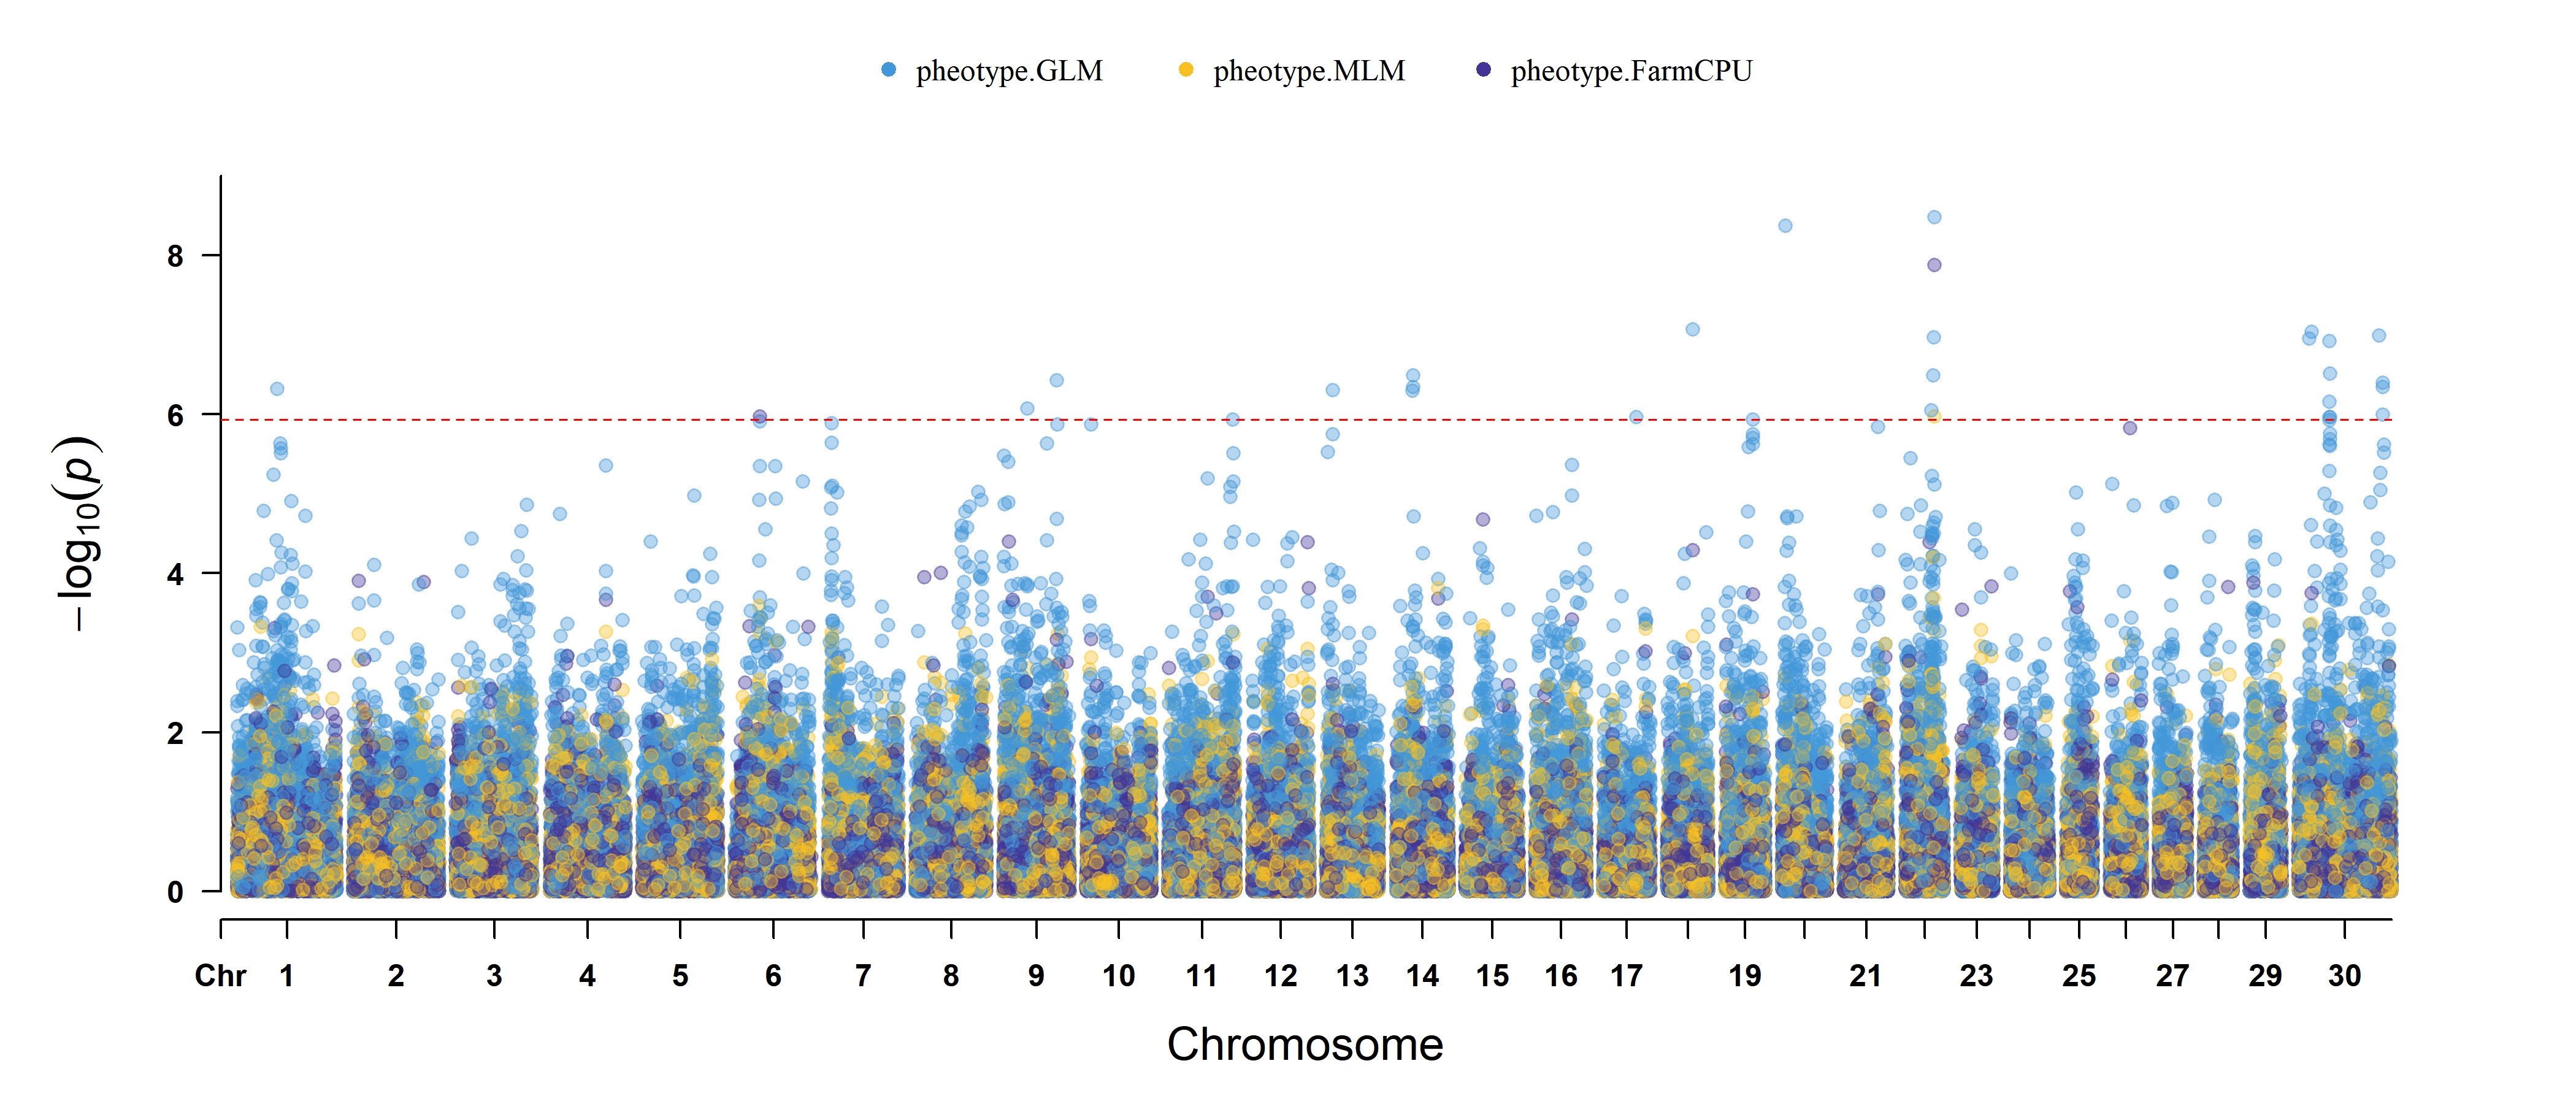 pheotype.GLM pheotype.MLM pheotype.FarmCPU
−log10(p)
8
6
4
2
0
Chr 1 2 3 4 5 6 7 8 9 10 11 12 13 14 15 16 17 19 21 23 25 27 29 30
Chromosome